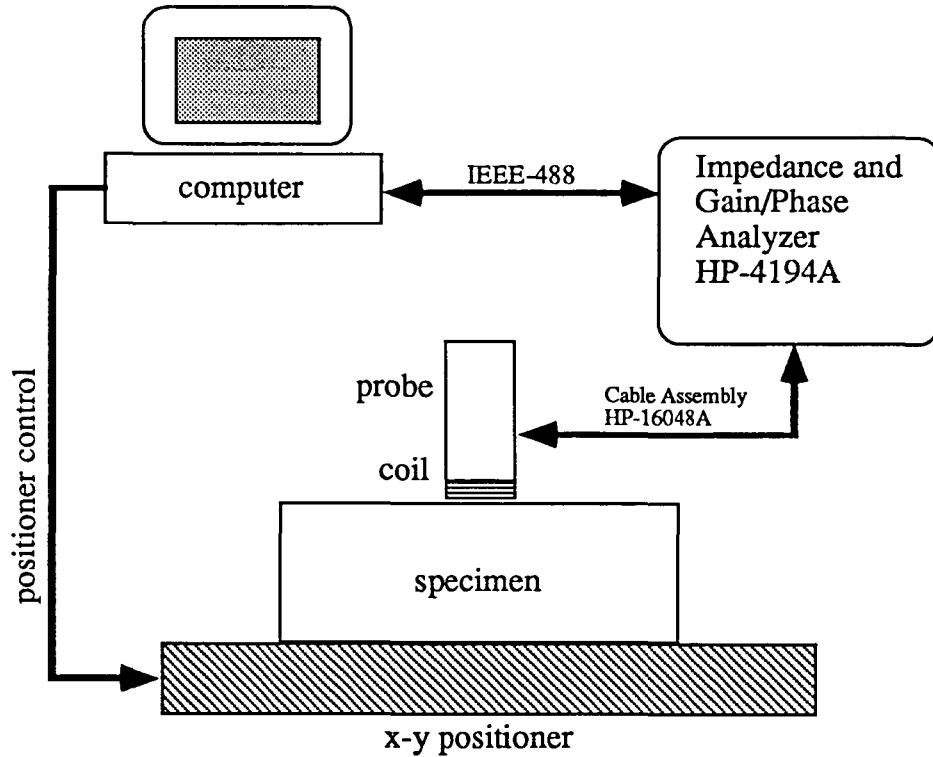 computer
IEEE-488
Impedance and
Gain/Phase
Analyzer
HP-4194A
positioner control
probe
Cable Assembly
HP-16048A
coil
specimen
x-y positioner